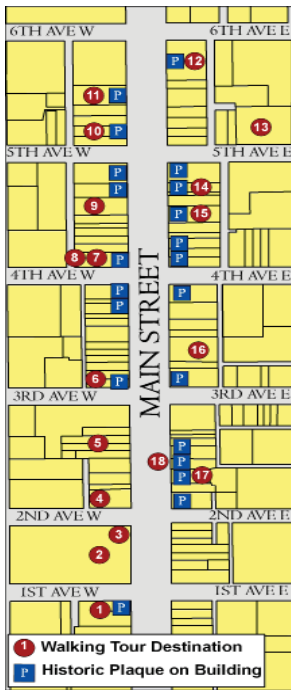 6TH AVE W 6TH AVE E
P 12
11 P
13
10 P
5TH AVE W 5TH AVE E
P P
P P 14
9 P 15
P
8 7 P P
4TH AVE W 4TH AVE E
P P
P
MAIN STREET
16
6 P P
3RD AVE W 3RD AVE E
5 P
18 P
P 17
4 P
2ND AVE W 2ND AVE E
3
2
1ST AVE W 1ST AVE E
1 P
1 Walking Tour Destination
P Historic Plaque on Building